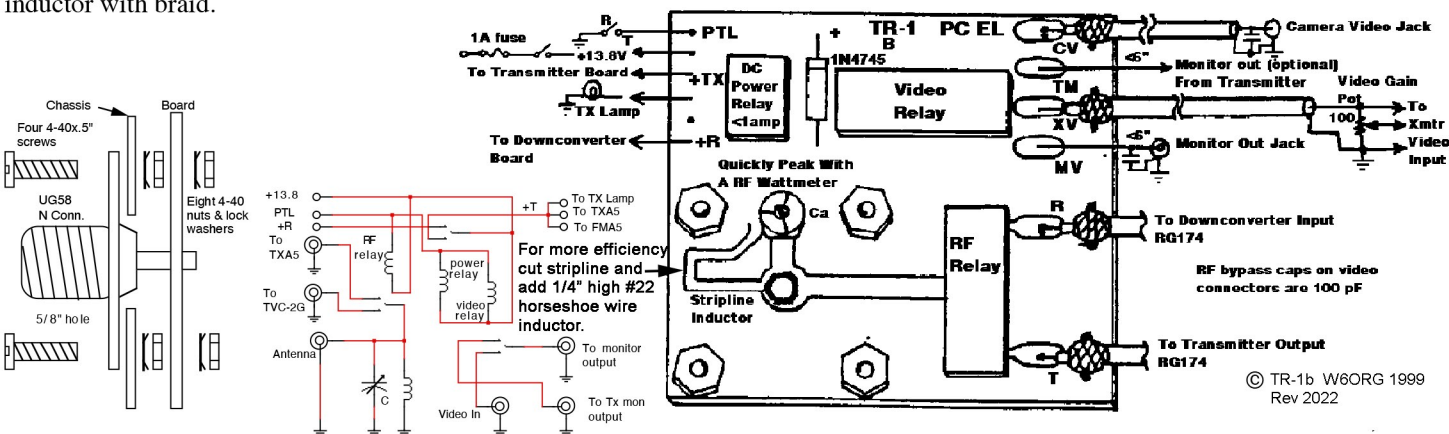 inductor with braid.
Chassis
Board
Four 4-40x.5"
screws
UG58
N Conn.
Eight 4-40
nuts & lock
washers
5/8" hole
+13.8
PTL
+R
To
TXA5
To
TVC-2G
Antenna
RF
relay
power
relay
video
relay
+T
To TX Lamp
To TXA5
To FMA5
C
Video In
To monitor
output
To Tx mon
output
For more efficiency
cut stripline and
add 1/4" high #22
horseshoe wire
inductor.
R
T
1A fuse
+13.8V
To Transmitter Board
TX Lamp
To Downconverter
Board
PTL
+TX
+R
DC
Power
Relay
<1amp
+
1N4745
TR-1
B
PC EL
Video
Relay
CV
TM
XV
MV
Quickly Peak With
A RF Wattmeter
Ca
Stripline
Inductor
RF
Relay
R
T
Camera Video Jack
<6"
Monitor out (optional)
From Transmitter
Video Gain
Pot
100
To
Xmtr
Video
Input
<6"
Monitor Out Jack
To Downconverter Input
RG174
RF bypass caps on video
connectors are 100 pF
To Transmitter Output
RG174
© TR-1b W6ORG 1999
Rev 2022